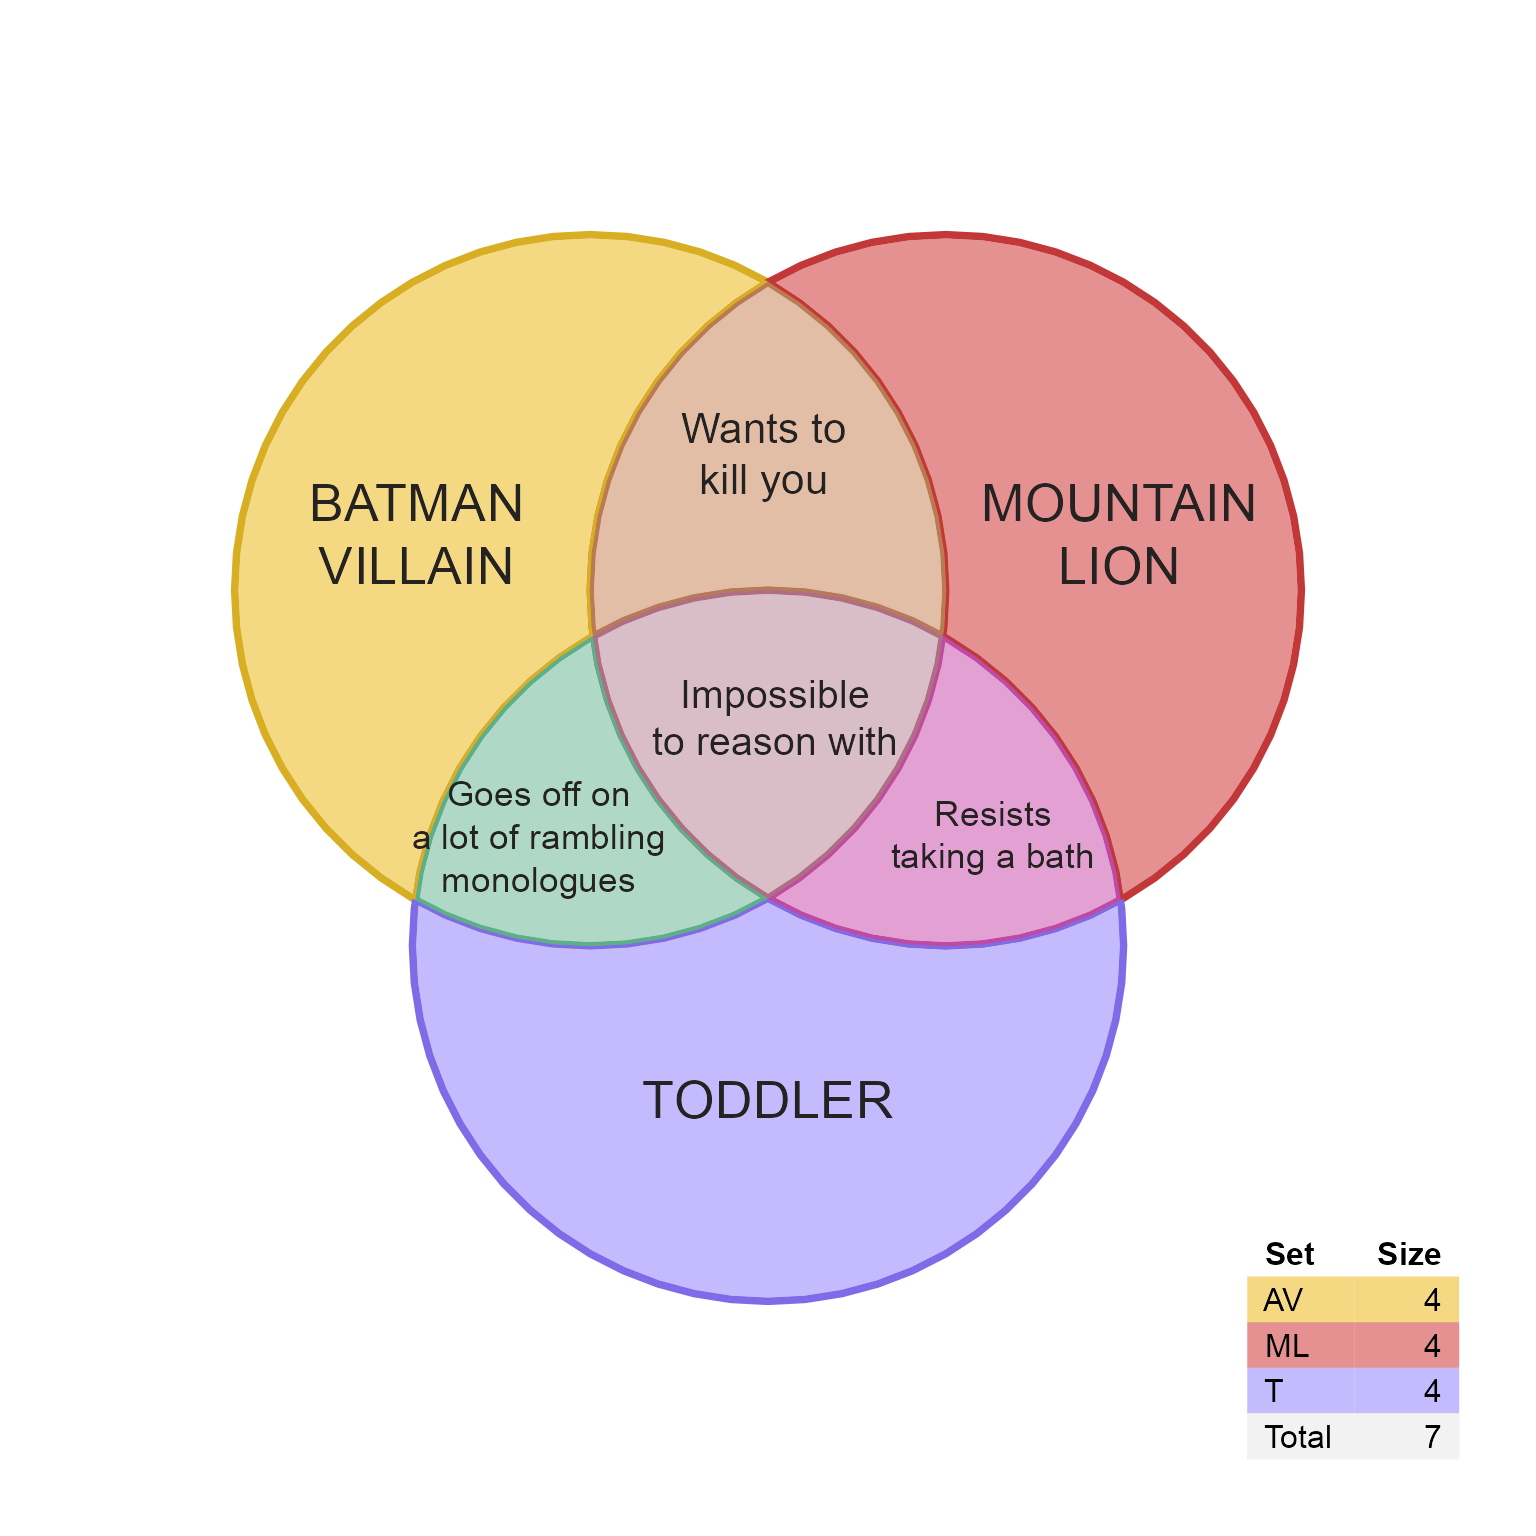 Wants to
kill you
BATMAN
VILLAIN
MOUNTAIN
LION
Impossible
to reason with
Goes off on
a lot of rambling
monologues
Resists
taking a bath
TODDLER
Set Size
AV 4
ML 4
T 4
Total 7